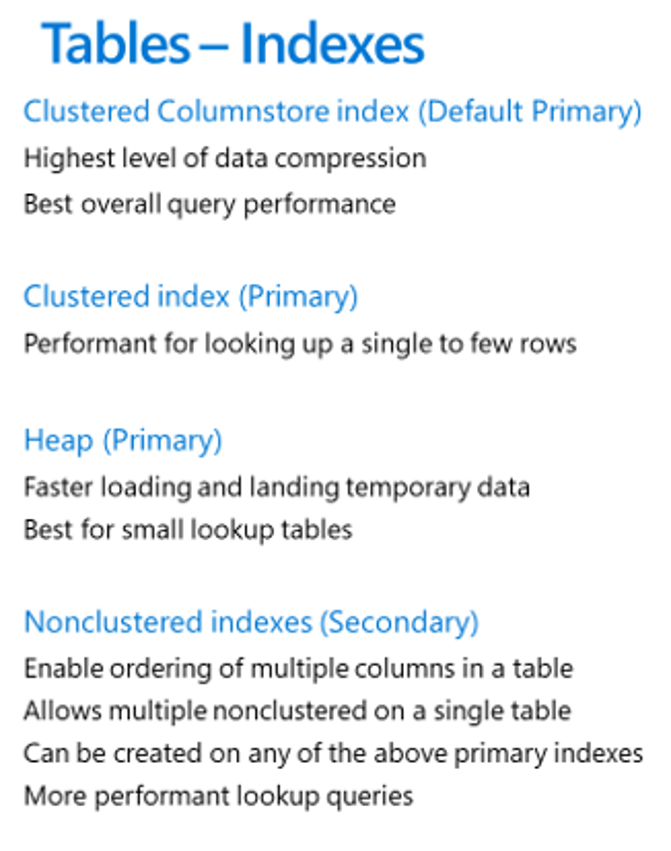 Tables – Indexes
Clustered Columnstore index (Default Primary)
Highest level of data compression
Best overall query performance
Clustered index (Primary)
Performant for looking up a single to few rows
Heap (Primary)
Faster loading and landing temporary data
Best for small lookup tables
Nonclustered indexes (Secondary)
Enable ordering of multiple columns in a table
Allows multiple nonclustered on a single table
Can be created on any of the above primary indexes
More performant lookup queries